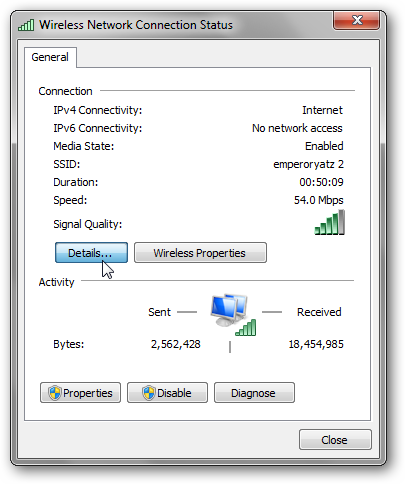 Wireless Network Connection Status
General
Connection
IPv4 Connectivity: Internet
IPv6 Connectivity: No network access
Media State: Enabled
SSID: emperoryatz 2
Duration: 00:50:09
Speed: 54.0 Mbps
Signal Quality:
Details... Wireless Properties
Activity
Sent Received
Bytes: 2,562,428 18,454,985
Properties Disable Diagnose
Close